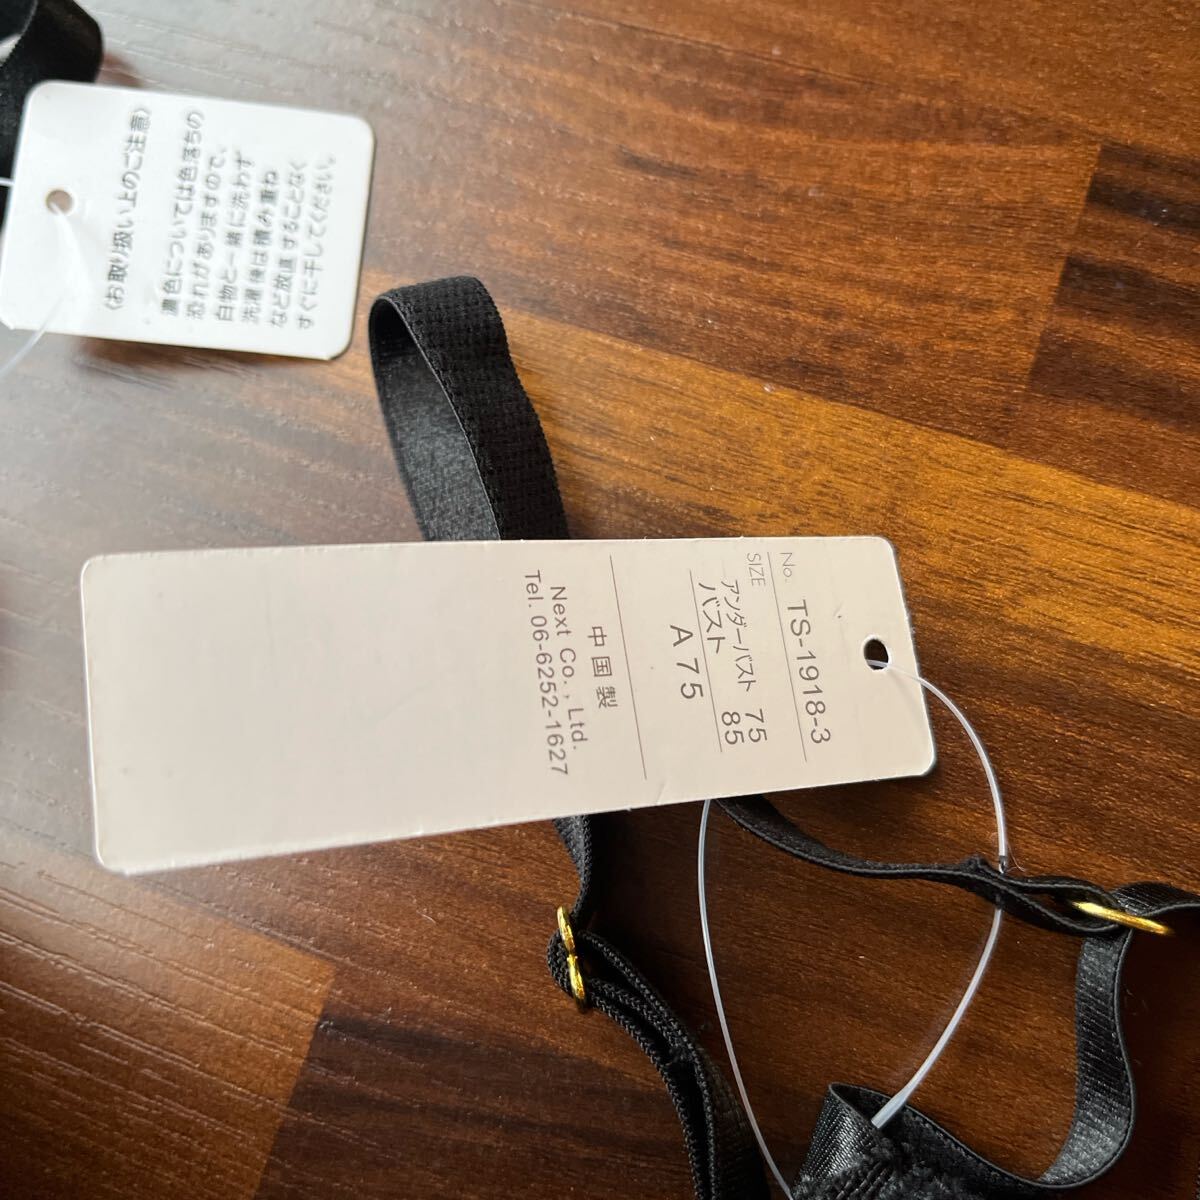 〈お取り扱い上のご注意〉
濃色については色落ちの
恐れがありますので、
白物と一緒に洗わず
洗濯後は積み重ね
など放置することなく
すぐに干してください。
No. TS-1918-3
SIZE
アンダーバスト 75
バスト 85
A75
中国製
Next Co., Ltd.
Tel. 06-6252-1627